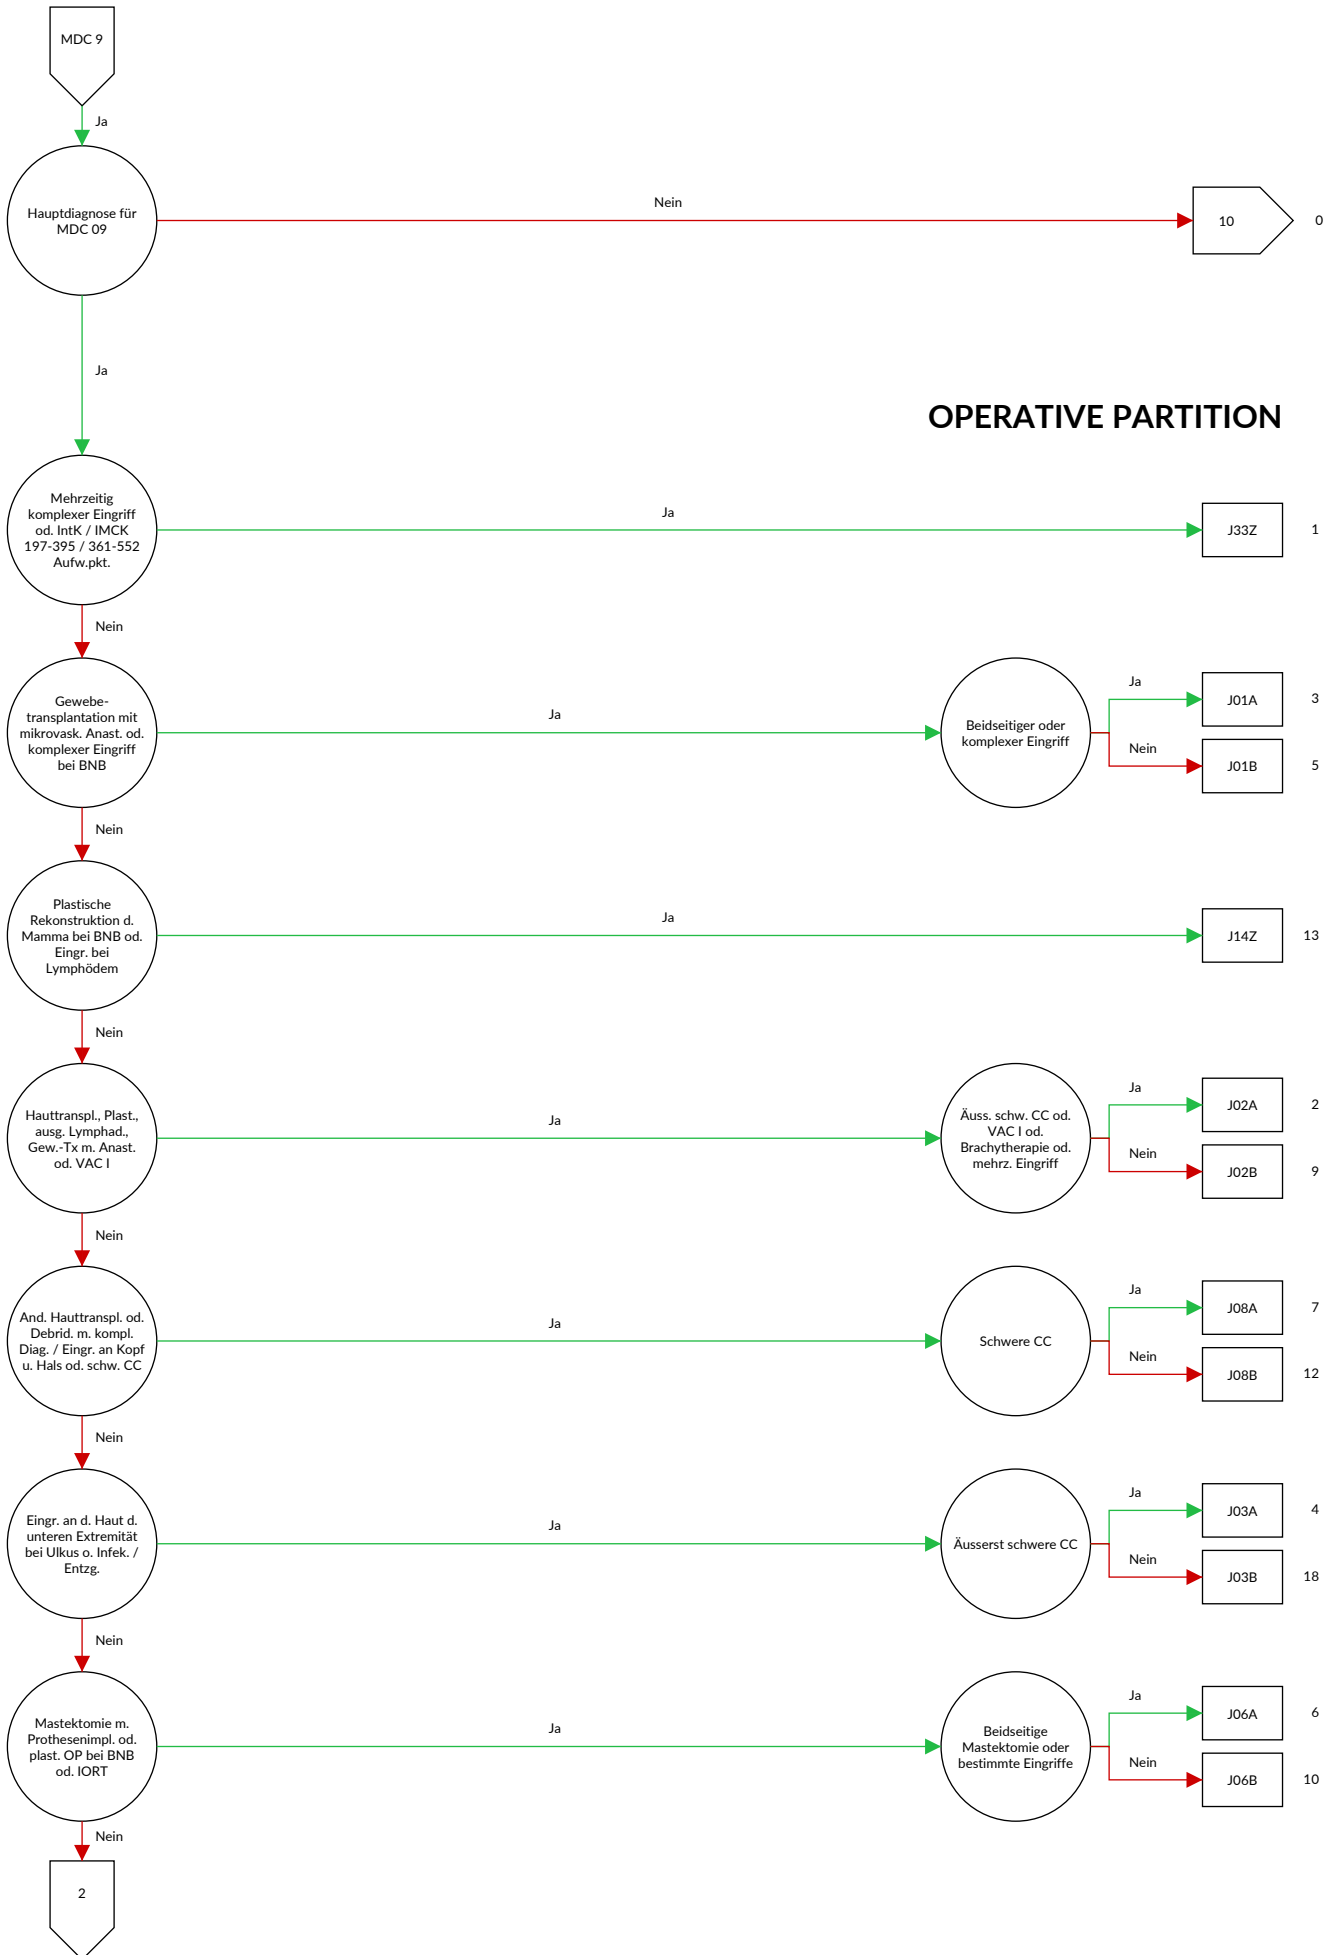 MDC 9
Ja
Hauptdiagnose für
MDC 09
Nein
10
0
Ja
OPERATIVE PARTITION
Mehrzeitig
komplexer Eingriff
od. IntK / IMCK
197-395 / 361-552
Aufw.pkt.
Ja
J33Z
1
Nein
Gewebe-
transplantation mit
mikrovask. Anast. od.
komplexer Eingriff
bei BNB
Ja
Beidseitiger oder
komplexer Eingriff
Ja
J01A
3
Nein
J01B
5
Nein
Plastische
Rekonstruktion d.
Mamma bei BNB od.
Eingr. bei
Lymphödem
Ja
J14Z
13
Nein
Hauttranspl., Plast.,
ausg. Lymphad.,
Gew.-Tx m. Anast.
od. VAC I
Ja
Äuss. schw. CC od.
VAC I od.
Brachytherapie od.
mehrz. Eingriff
Ja
J02A
2
Nein
J02B
9
Nein
And. Hauttranspl. od.
Debrid. m. kompl.
Diag. / Eingr. an Kopf
u. Hals od. schw. CC
Ja
Schwere CC
Ja
J08A
7
Nein
J08B
12
Nein
Eingr. an d. Haut d.
unteren Extremität
bei Ulkus o. Infek. /
Entzg.
Ja
Äusserst schwere CC
Ja
J03A
4
Nein
J03B
18
Nein
Mastektomie m.
Prothesenimpl. od.
plast. OP bei BNB
od. IORT
Ja
Beidseitige
Mastektomie oder
bestimmte Eingriffe
Ja
J06A
6
Nein
J06B
10
Nein
2